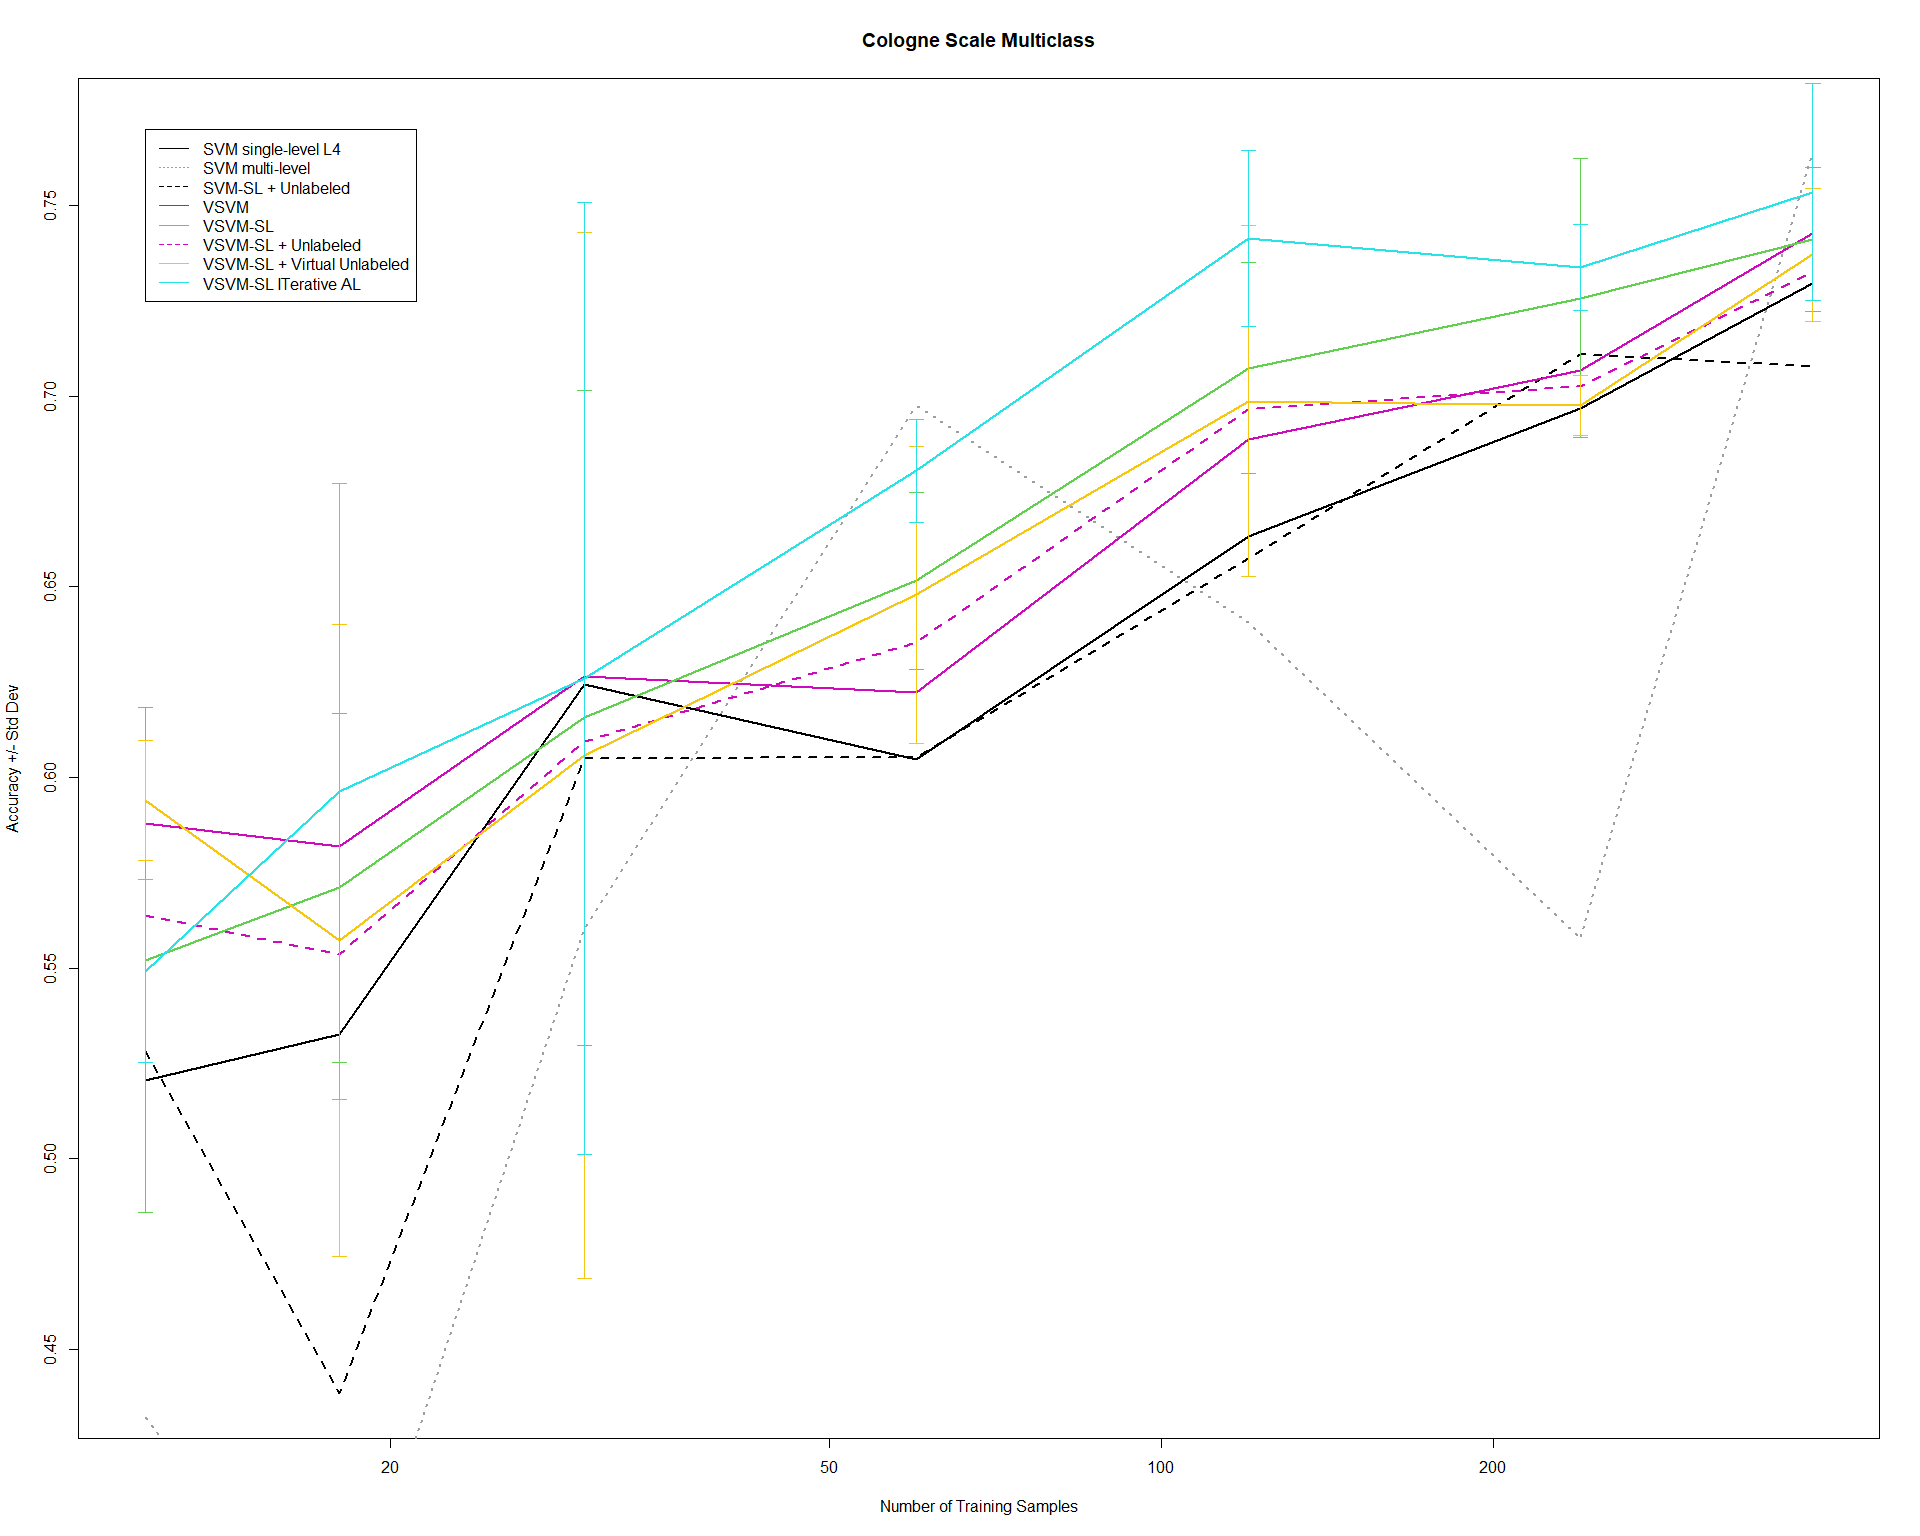 Cologne Scale Multiclass
SVM single-level L4
SVM multi-level
SVM-SL + Unlabeled
VSVM
VSVM-SL
VSVM-SL + Unlabeled
VSVM-SL + Virtual Unlabeled
VSVM-SL ITerative AL
Accuracy +/- Std Dev
0.75
0.70
0.65
0.60
0.55
0.50
0.45
20
50
100
200
Number of Training Samples